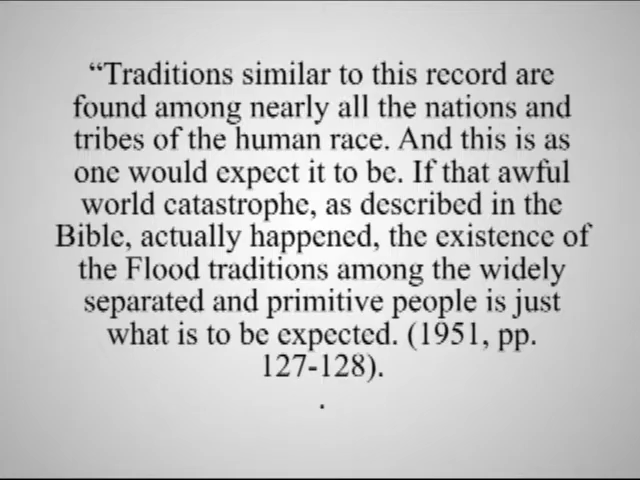 “Traditions similar to this record are
found among nearly all the nations and
tribes of the human race. And this is as
one would expect it to be. If that awful
world catastrophe, as described in the
Bible, actually happened, the existence of
the Flood traditions among the widely
separated and primitive people is just
what is to be expected. (1951, pp.
127-128).
.